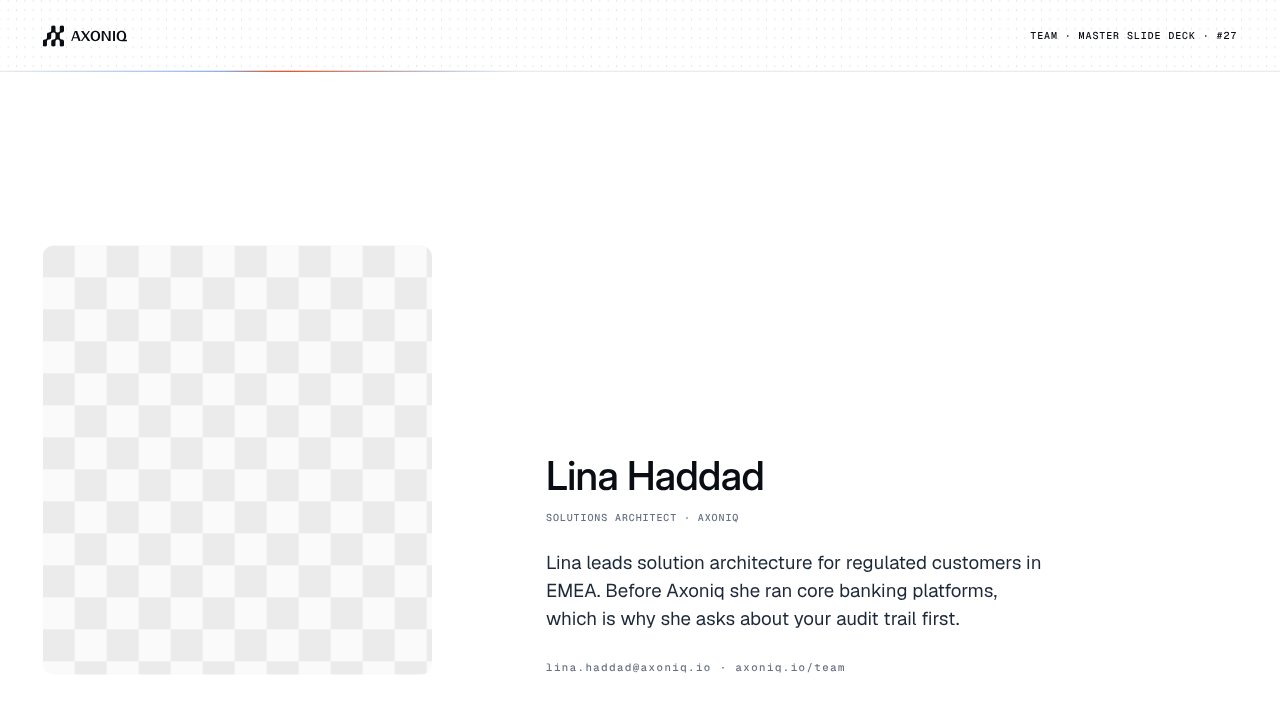 AXONIQ
TEAM · MASTER SLIDE DECK · #27
Lina Haddad
SOLUTIONS ARCHITECT · AXONIQ
Lina leads solution architecture for regulated customers in
EMEA. Before Axoniq she ran core banking platforms,
which is why she asks about your audit trail first.
lina.haddad@axoniq.io · axoniq.io/team